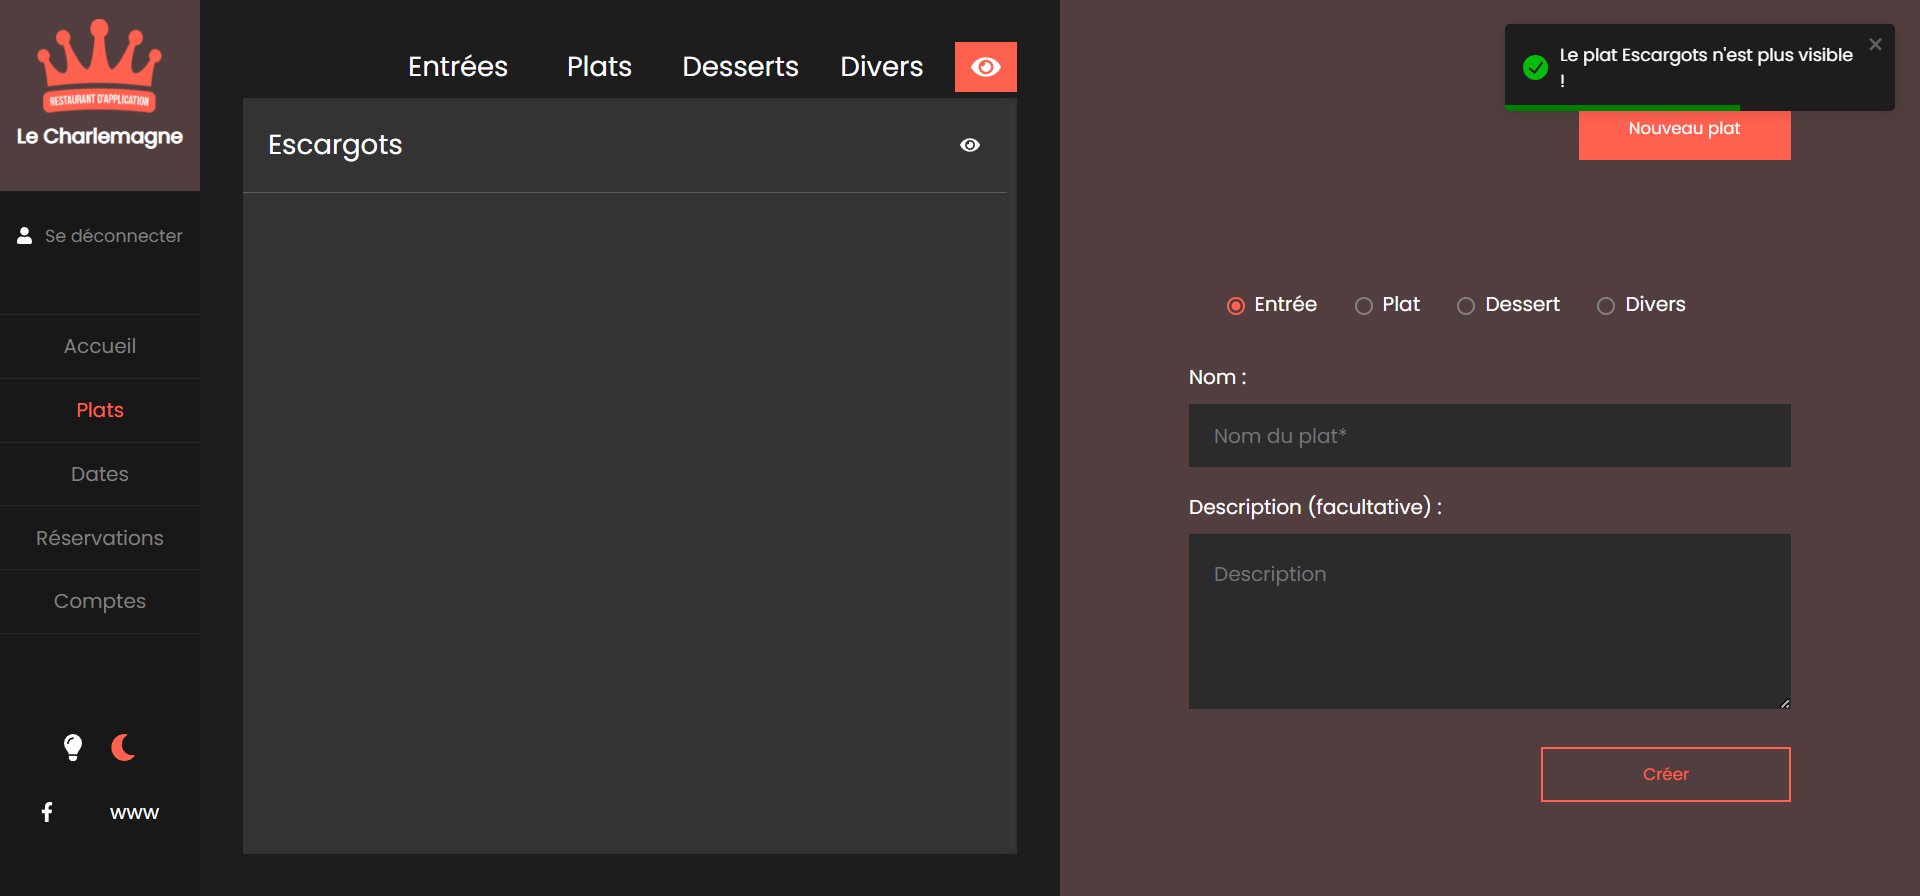 RESTAURANT D'APPLICATION
Le Charlemagne
Se déconnecter
Accueil
Plats
Dates
Réservations
Comptes
www
Entrées Plats Desserts Divers
Escargots
Le plat Escargots n'est plus visible
!
Nouveau plat
Entrée Plat Dessert Divers
Nom :
Nom du plat*
Description (facultative) :
Description
Créer